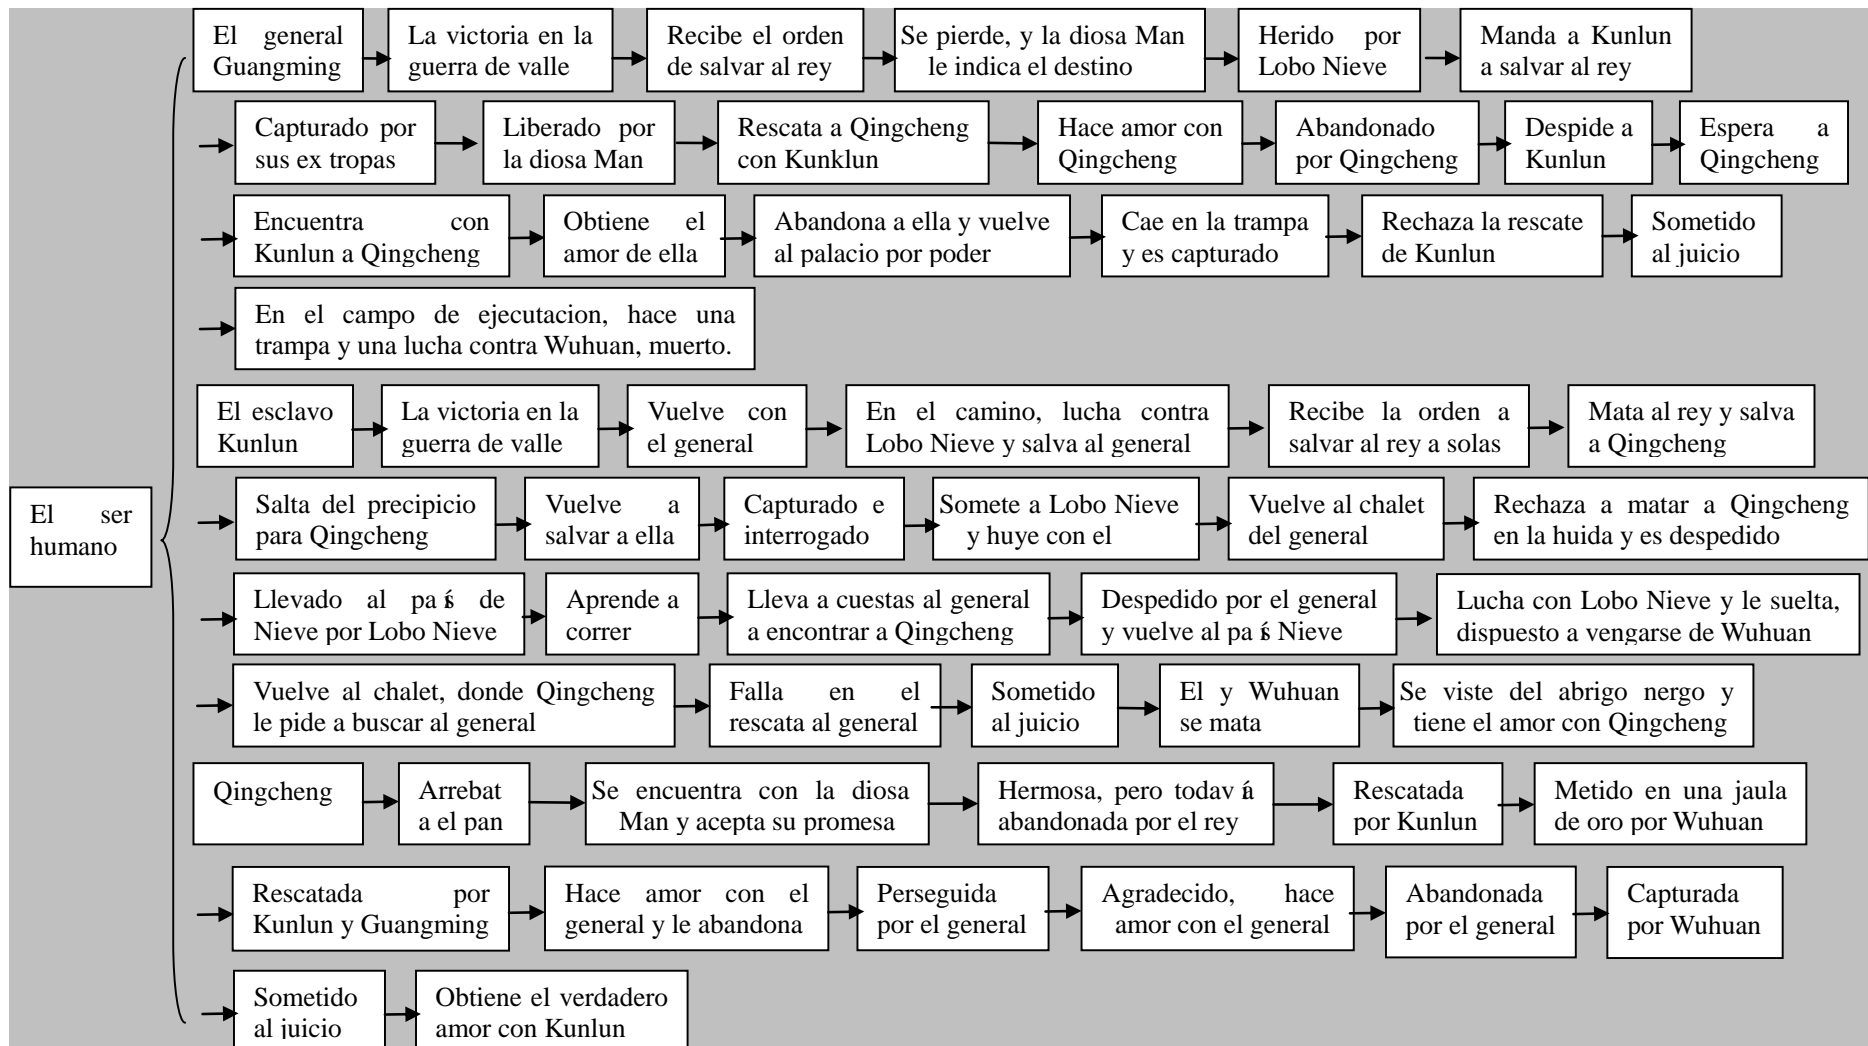 El general
Guangming
La victoria en la
guerra de valle
Recibe el orden
de salvar al rey
Se pierde, y la diosa Man
le indica el destino
Herido por
Lobo Nieve
Manda a Kunlun
a salvar al rey
Capturado por
sus ex tropas
Liberado por
la diosa Man
Rescata a Qingcheng
con Kunklun
Hace amor con
Qingcheng
Abandonado
por Qingcheng
Despide a
Kunlun
Espera a
Qingcheng
Encuentra con
Kunlun a Qingcheng
Obtiene el
amor de ella
Abandona a ella y vuelve
al palacio por poder
Cae en la trampa
y es capturado
Rechaza la rescate
de Kunlun
Sometido
al juicio
En el campo de ejecutacion, hace una
trampa y una lucha contra Wuhuan, muerto.
El esclavo
Kunlun
La victoria en la
guerra de valle
Vuelve con
el general
En el camino, lucha contra
Lobo Nieve y salva al general
Recibe la orden a
salvar al rey a solas
Mata al rey y salva
a Qingcheng
El ser
humano
Salta del precipicio
para Qingcheng
Vuelve a
salvar a ella
Capturado e
interrogado
Somete a Lobo Nieve
y huye con el
Vuelve al chalet
del general
Rechaza a matar a Qingcheng
en la huida y es despedido
Llevado al país de
Nieve por Lobo Nieve
Aprende a
correr
Lleva a cuestas al general
a encontrar a Qingcheng
Despedido por el general
y vuelve al país Nieve
Lucha con Lobo Nieve y le suelta,
dispuesto a vengarse de Wuhuan
Vuelve al chalet, donde Qingcheng
le pide a buscar al general
Falla en el
rescata al general
Sometido
al juicio
El y Wuhuan
se mata
Se viste del abrigo nergo y
tiene el amor con Qingcheng
Qingcheng
Arrebat
a el pan
Se encuentra con la diosa
Man y acepta su promesa
Hermosa, pero todavía
abandonada por el rey
Rescatada
por Kunlun
Metido en una jaula
de oro por Wuhuan
Rescatada por
Kunlun y Guangming
Hace amor con el
general y le abandona
Perseguida
por el general
Agradecido, hace
amor con el general
Abandonada
por el general
Capturada
por Wuhuan
Sometido
al juicio
Obtiene el verdadero
amor con Kunlun